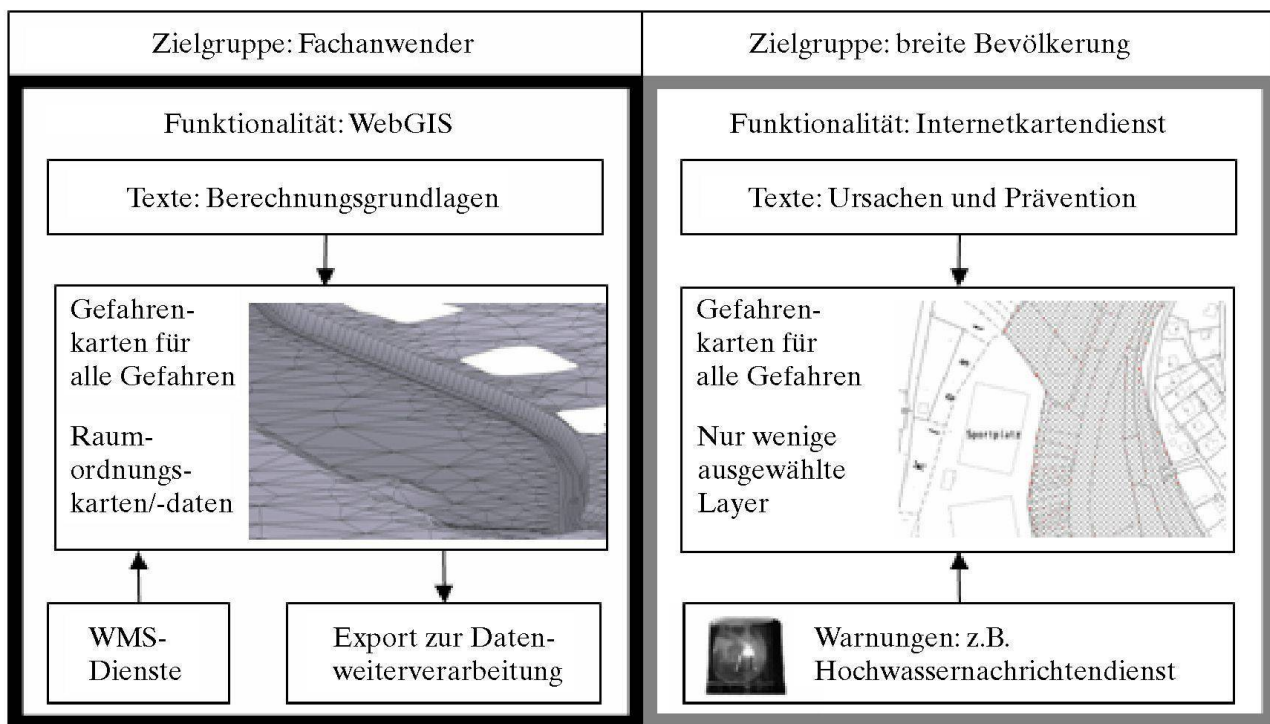 Zielgruppe: Fachanwender
Funktionalität: WebGIS
Texte: Berechnungsgrundlagen
Gefahren-
karten für
alle Gefahren
Raum-
ordnungs-
karten/-daten
WMS-
Dienste
Export zur Daten-
weiterverarbeitung
Zielgruppe: breite Bevölkerung
Funktionalität: Internetkartendienst
Texte: Ursachen und Prävention
Gefahren-
karten für
alle Gefahren
Nur wenige
ausgewählte
Layer
Sportplatz
Warnungen: z.B.
Hochwassernachrichtendienst